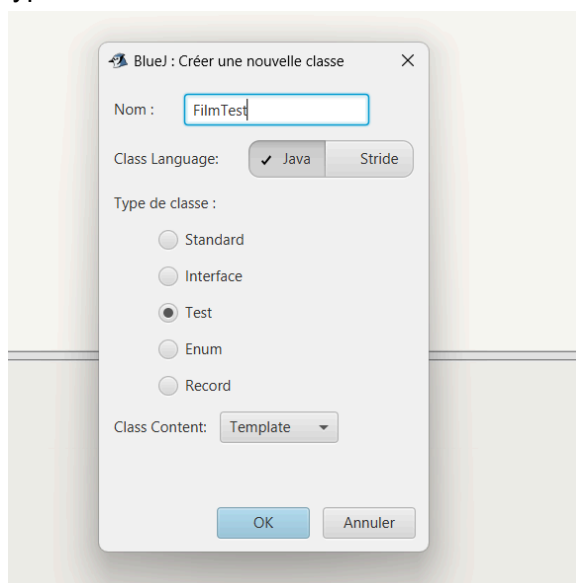 BlueJ : Créer une nouvelle classe
Nom : FilmTest
Class Language: Java Stride
Type de classe :
Standard
Interface
Test
Enum
Record
Class Content: Template
OK Annuler